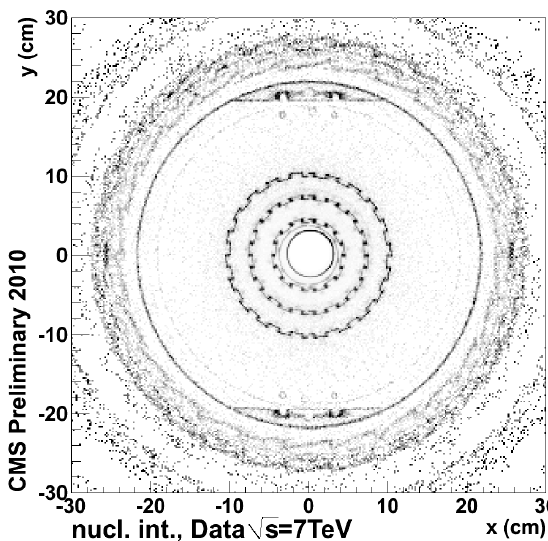 30
y (cm)
20
10
0
-10
-20
-30
CMS Preliminary 2010
-30 -20 -10 0 10 20 30
nucl. int., Data√s=7TeV
x (cm)